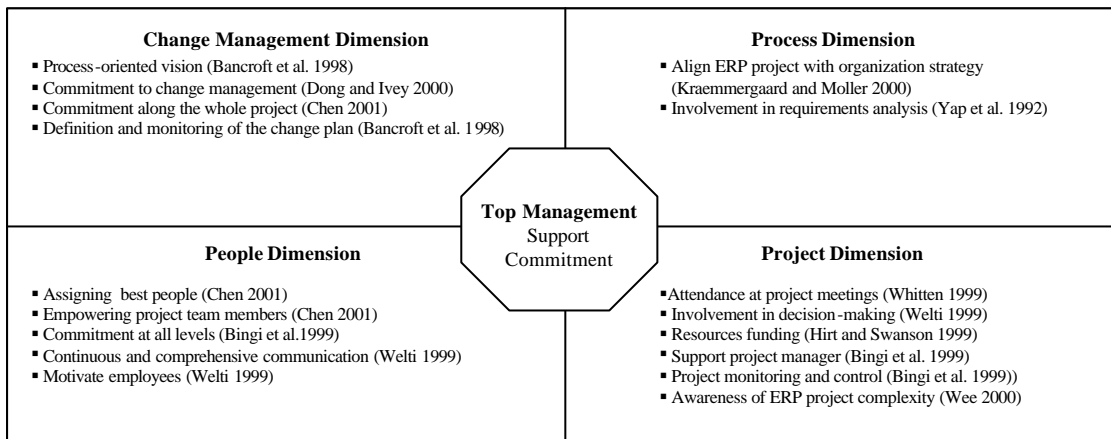 Change Management Dimension
▪ Process-oriented vision (Bancroft et al. 1998)
▪ Commitment to change management (Dong and Ivey 2000)
▪ Commitment along the whole project (Chen 2001)
▪ Definition and monitoring of the change plan (Bancroft et al. 1998)
Process Dimension
▪ Align ERP project with organization strategy
(Kraemmergaard and Moller 2000)
▪ Involvement in requirements analysis (Yap et al. 1992)
Top Management
Support
Commitment
People Dimension
▪ Assigning best people (Chen 2001)
▪ Empowering project team members (Chen 2001)
▪ Commitment at all levels (Bingi et al.1999)
▪ Continuous and comprehensive communication (Welti 1999)
▪ Motivate employees (Welti 1999)
Project Dimension
▪Attendance at project meetings (Whitten 1999)
▪ Involvement in decision-making (Welti 1999)
▪ Resources funding (Hirt and Swanson 1999)
▪ Support project manager (Bingi et al. 1999)
▪ Project monitoring and control (Bingi et al. 1999))
▪ Awareness of ERP project complexity (Wee 2000)